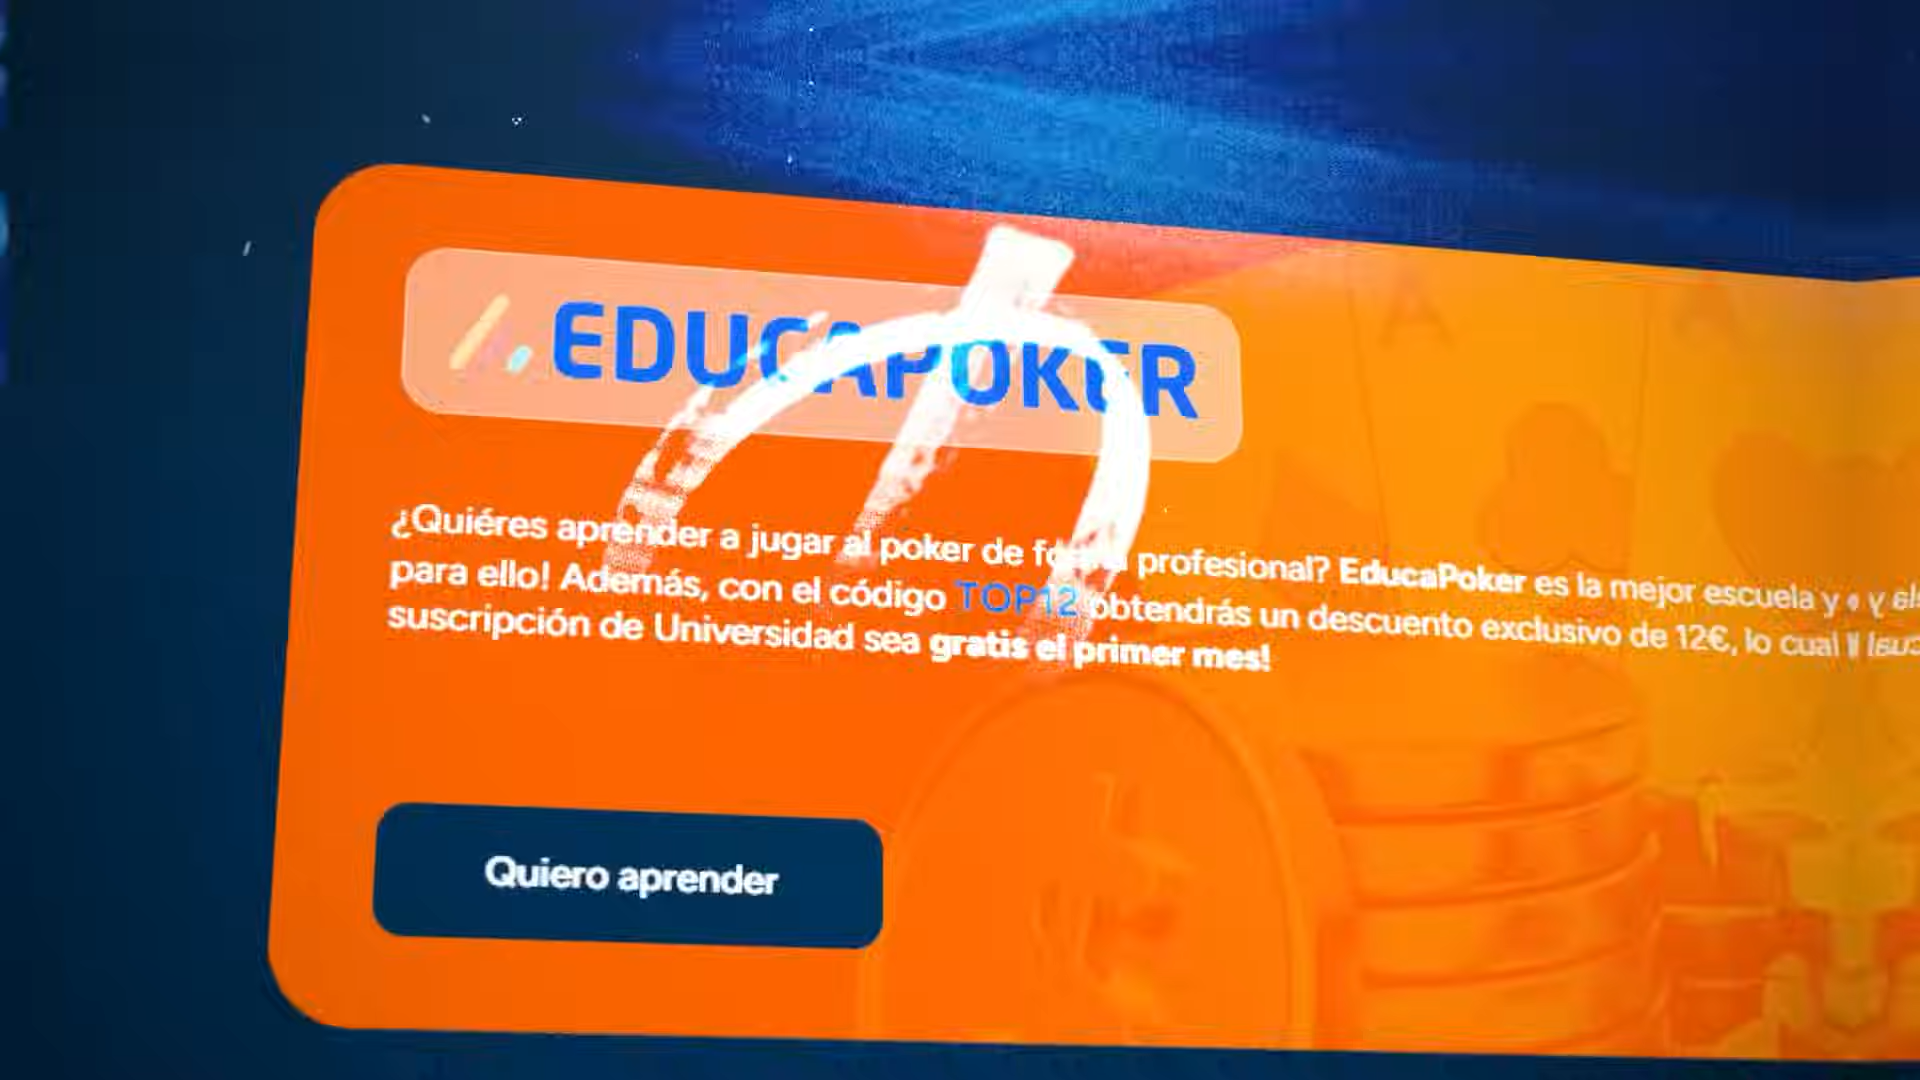 EDUCAPOKER
¿Quiéres aprender a jugar al poker de forma profesional? EducaPoker es la mejor escuela y
para ello! Además, con el código TOP12 obtendrás un descuento exclusivo de 12€, lo cual
suscripción de Universidad sea gratis el primer mes!
Quiero aprender